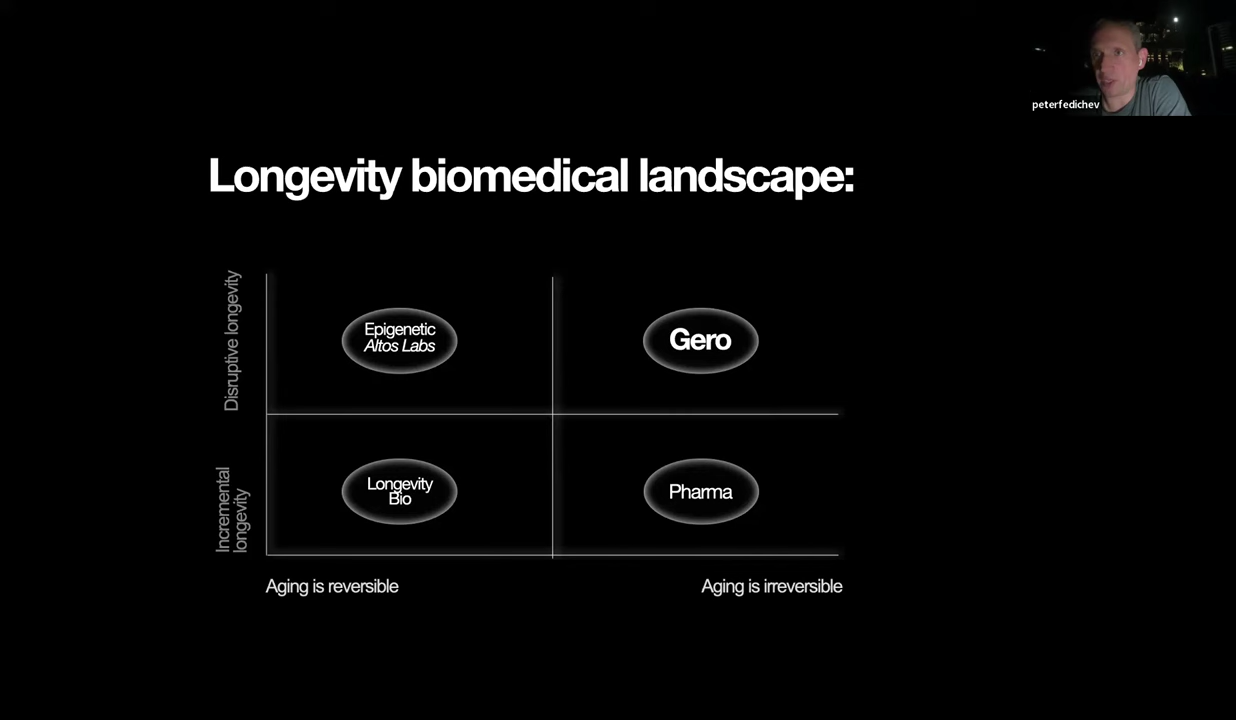 peterfedichev
Longevity biomedical landscape:
Disruptive longevity
Epigenetic
Altos Labs
Gero
Incremental
longevity
Longevity
Bio
Pharma
Aging is reversible
Aging is irreversible